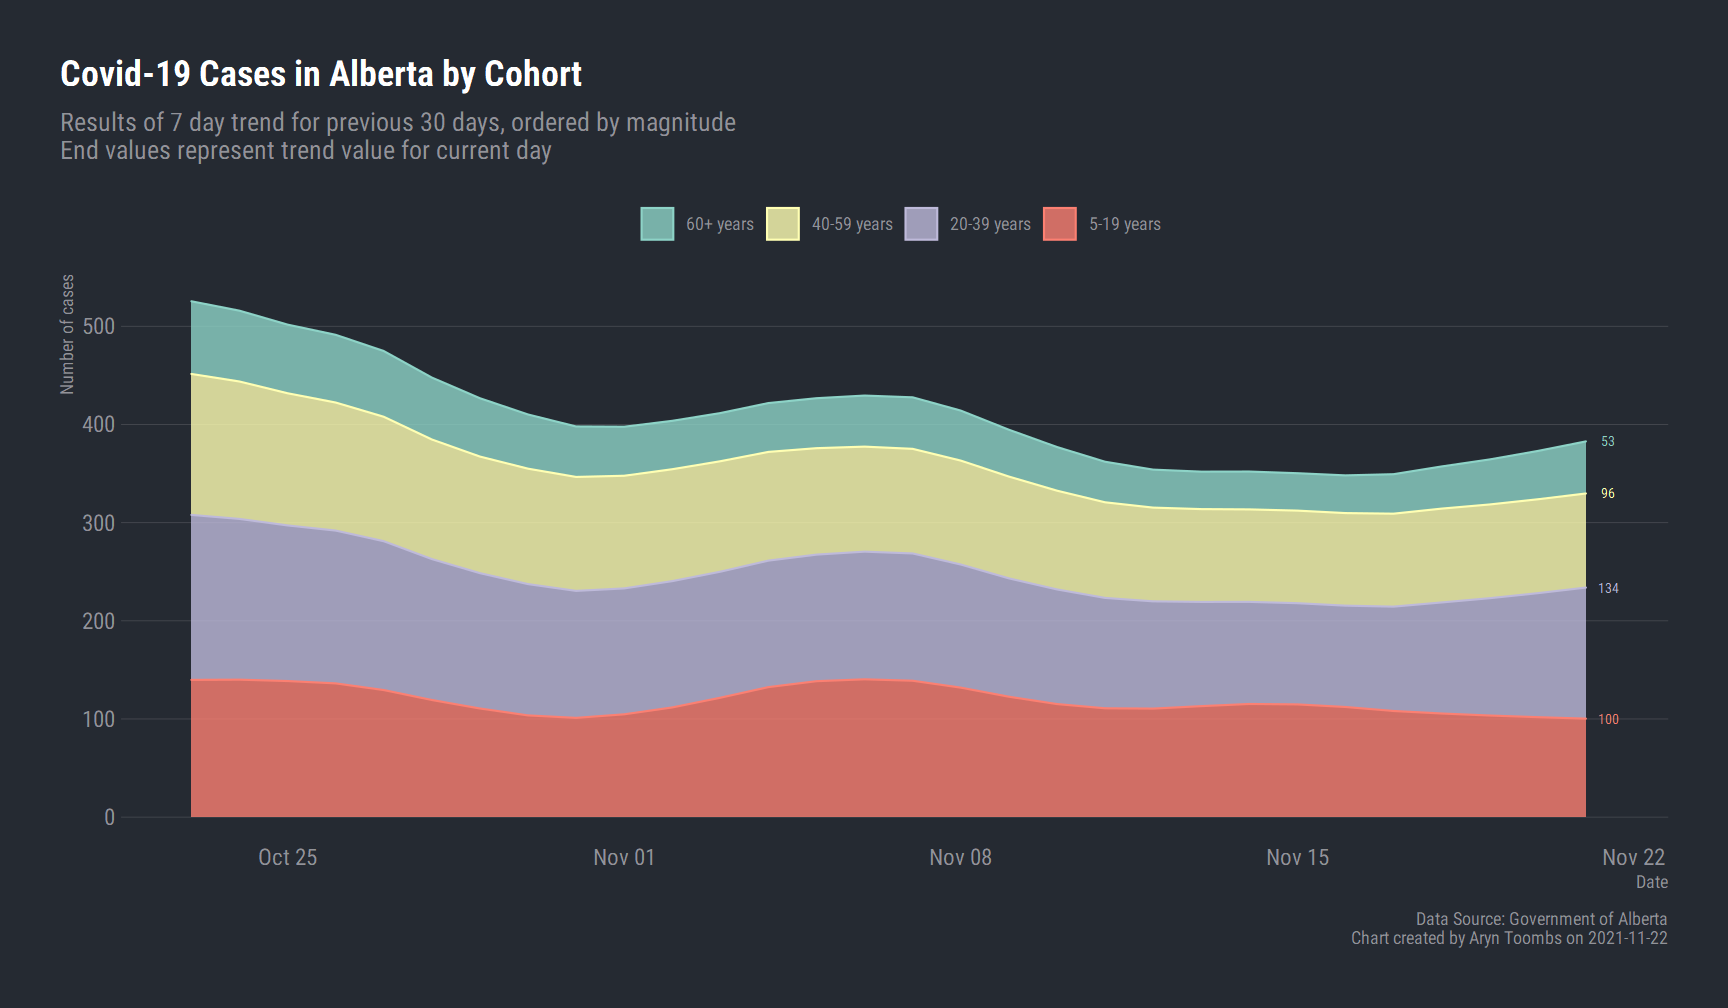 Covid-19 Cases in Alberta by Cohort
Results of 7 day trend for previous 30 days, ordered by magnitude
End values represent trend value for current day
60+ years 40-59 years 20-39 years 5-19 years
Number of cases
500
400
300
200
100
0
53
96
134
100
Oct 25 Nov 01 Nov 08 Nov 15 Nov 22
Date
Data Source: Government of Alberta
Chart created by Aryn Toombs on 2021-11-22